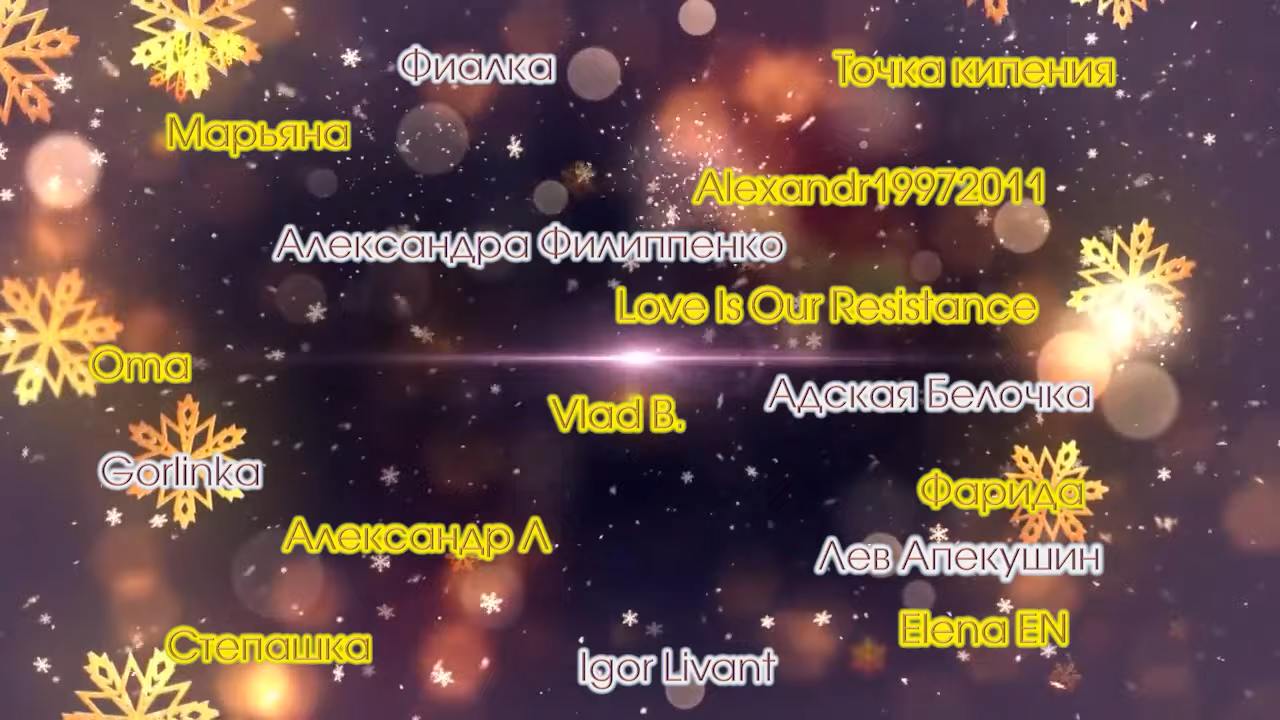 Фиалка
Точка кипения
Марьяна
Alexandr19972011
Александра Филиппенко
Love Is Our Resistance
Oma
Адская Белочка
Vlad B.
Gorlinka
Фарида
Александр Л
Лев Апекушин
Elena EN
Степашка
Igor Livant